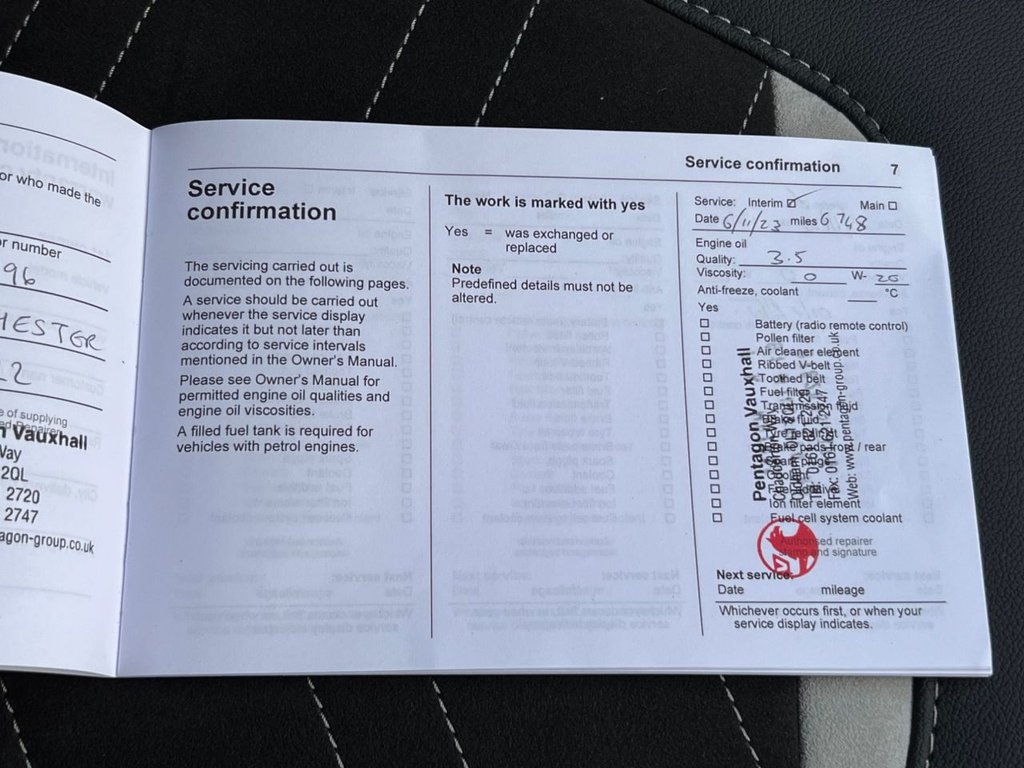 or who made the
r number
96
HESTER
22
e of supplying
n Vauxhall
Way
2QL
2720
2747
agon-group.co.uk
Service confirmation 7
Service
confirmation
The servicing carried out is
documented on the following pages.
A service should be carried out
whenever the service display
indicates it but not later than
according to service intervals
mentioned in the Owner's Manual.
Please see Owner's Manual for
permitted engine oil qualities and
engine oil viscosities.
A filled fuel tank is required for
vehicles with petrol engines.
The work is marked with yes
Yes = was exchanged or
replaced
Note
Predefined details must not be
altered.
Service: Interim Main
Date 6/11/23 miles 6748
Engine oil
Quality: 3.5
Viscosity: 0 W- 20
Anti-freeze, coolant °C
Yes
Battery (radio remote control)
Pollen filter
Air cleaner element
Ribbed V-belt
Toothed belt
Fuel filter
Transmission fluid
Brake fluid
Brake pads front / rear
Ion filter element
Fuel cell system coolant
Authorised repairer
stamp and signature
Pentagon Vauxhall
Web: www.pentagon-group.co.uk
Next service:
Date mileage
Whichever occurs first, or when your
service display indicates.